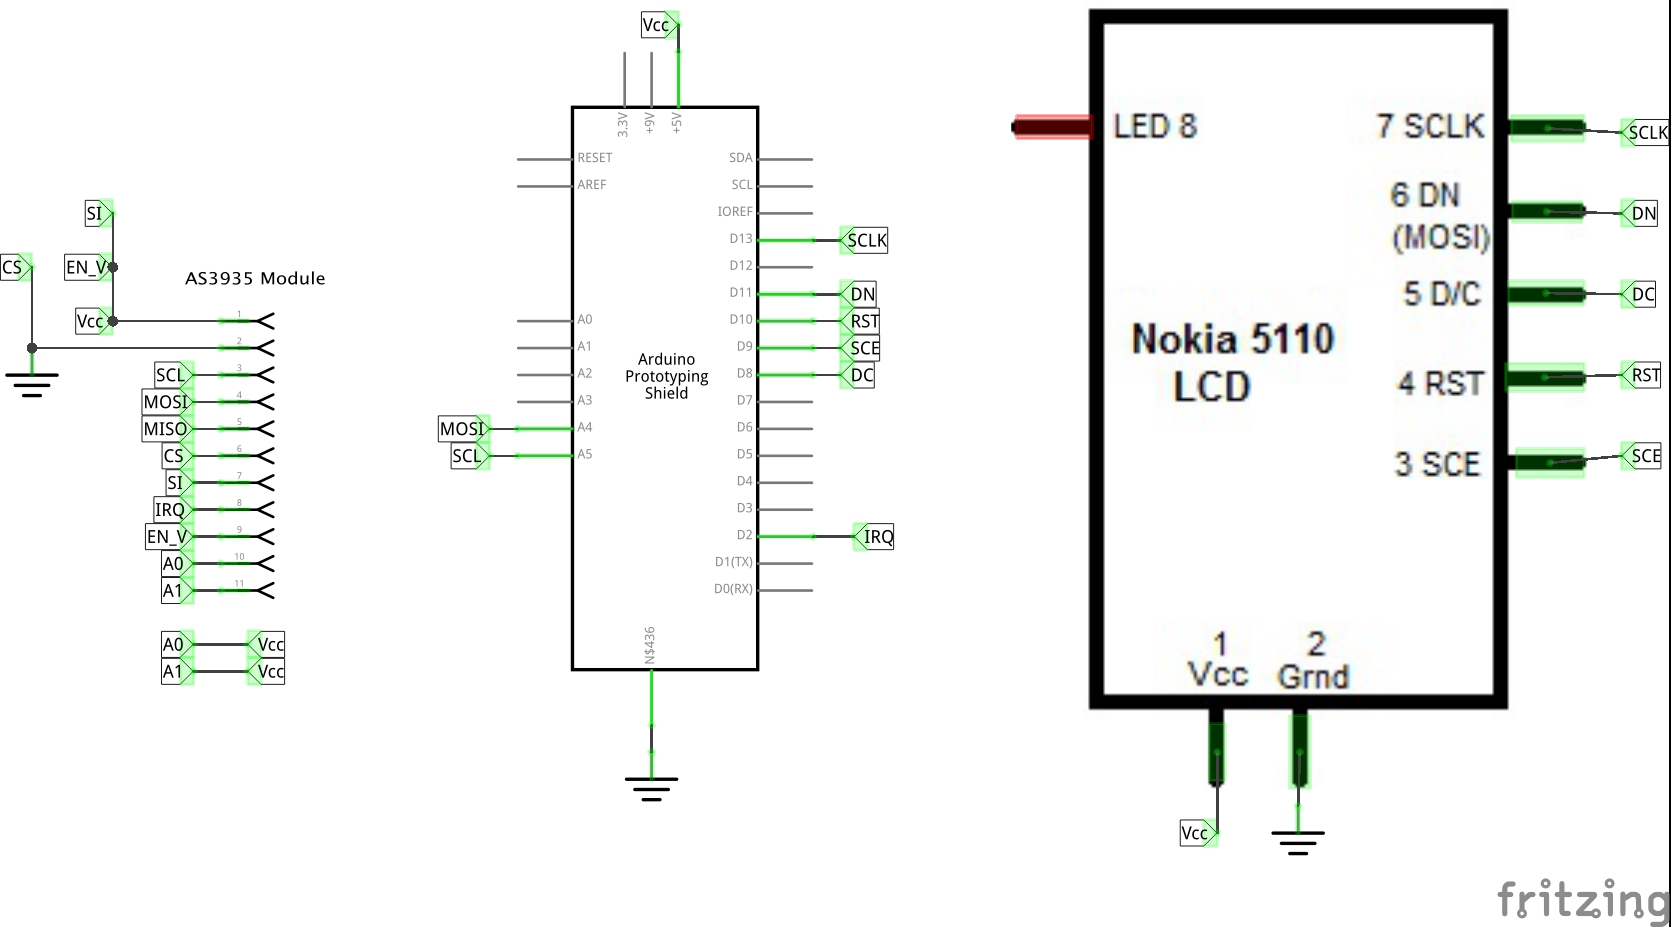 SI
CS
EN_V
Vcc
AS3935 Module
1
2
SCL
3
MOSI
4
MISO
5
CS
6
SI
7
IRQ
8
EN_V
9
A0
10
A1
11
A0
Vcc
A1
Vcc
Vcc
3.3V
+9V
+5V
RESET
AREF
A0
A1
A2
A3
MOSI
A4
SCL
A5
Arduino
Prototyping
Shield
SDA
SCL
IOREF
D13
SCLK
D12
D11
DN
D10
RST
D9
SCE
D8
DC
D7
D6
D5
D4
D3
D2
IRQ
D1(TX)
D0(RX)
N$436
LED 8
7 SCLK
SCLK
6 DN
(MOSI)
DN
5 D/C
DC
Nokia 5110
LCD
4 RST
RST
3 SCE
SCE
1
Vcc
2
Grnd
Vcc
fritzing